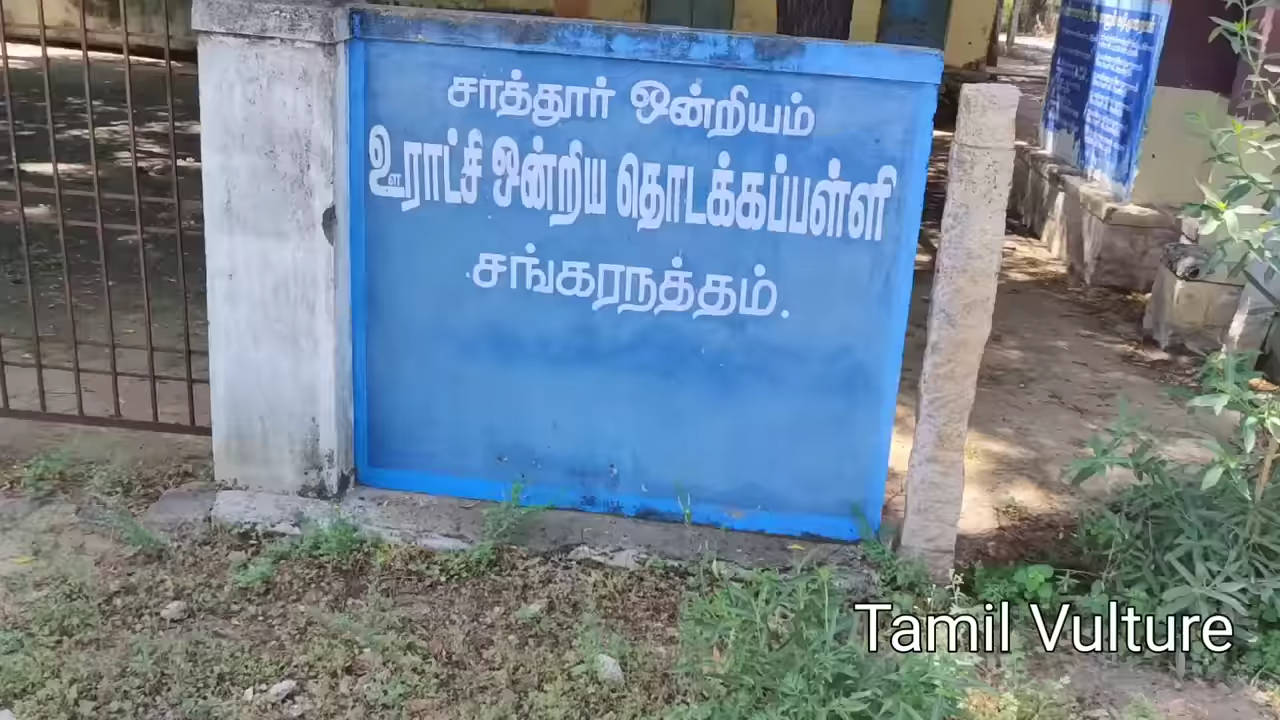 சாத்தூர் ஒன்றியம்
ஊராட்சி ஒன்றிய தொடக்கப்பள்ளி
சங்கரநத்தம்.
Tamil Vulture